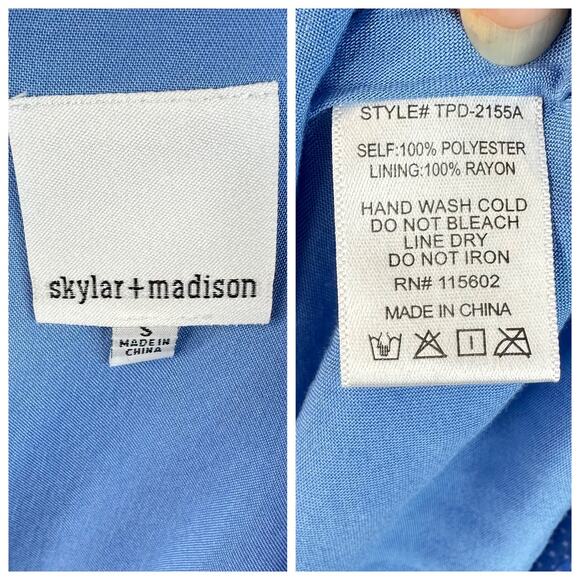 skylar+madison
S
MADE IN
CHINA
STYLE# TPD-2155A
SELF:100% POLYESTER
LINING:100% RAYON
HAND WASH COLD
DO NOT BLEACH
LINE DRY
DO NOT IRON
RN# 115602
MADE IN CHINA